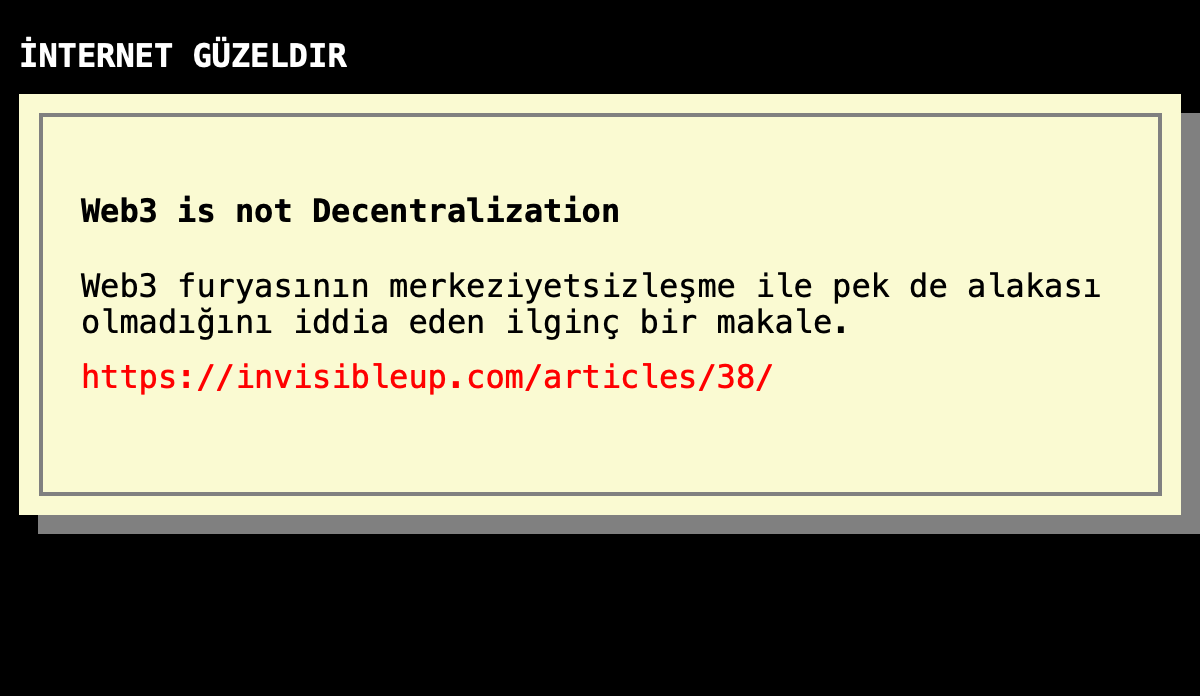 İNTERNET GÜZELDIR
Web3 is not Decentralization
Web3 furyasının merkeziyetsizleşme ile pek de alakası
olmadığını iddia eden ilginç bir makale.
https://invisibleup.com/articles/38/